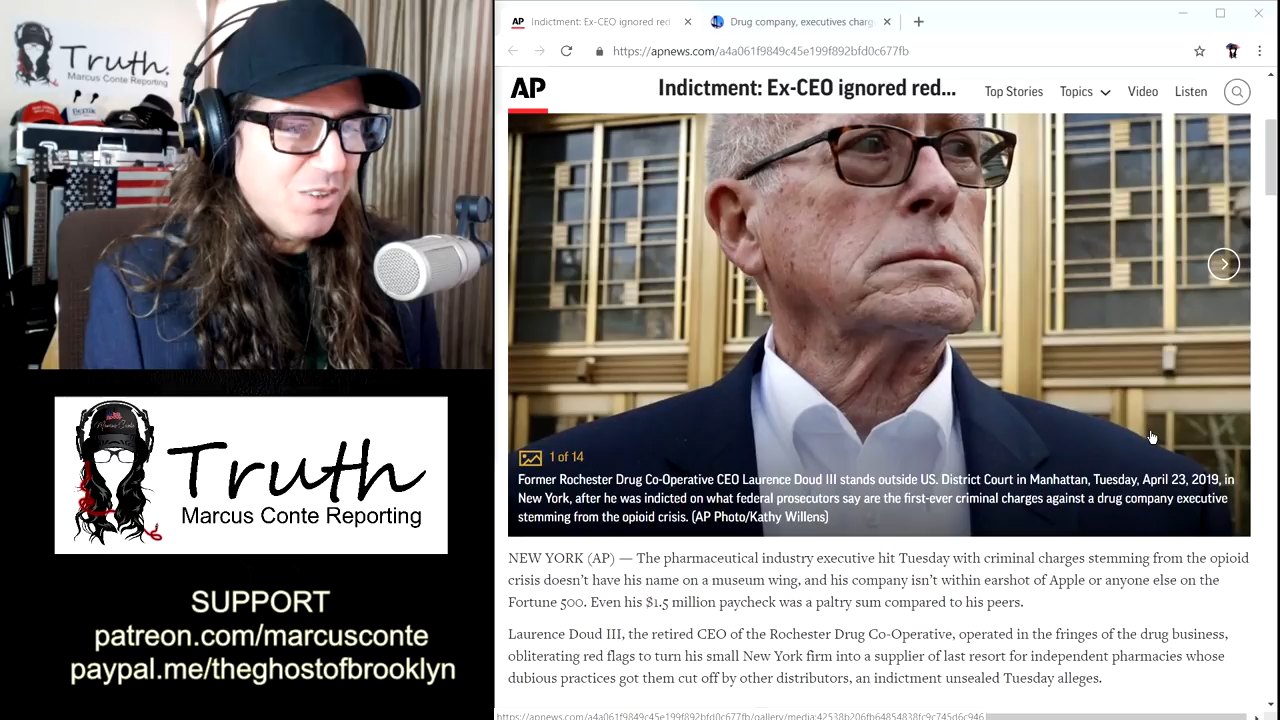 Truth.
Marcus Conte Reporting
Truth
Marcus Conte Reporting
SUPPORT
patreon.com/marcusconte
paypal.me/theghostofbrooklyn
AP Indictment: Ex-CEO ignored red
Drug company, executives charg
https://apnews.com/a4a061f9849c45e199f892bfd0c677fb
AP Indictment: Ex-CEO ignored red... Top Stories Topics Video Listen
1 of 14
Former Rochester Drug Co-Operative CEO Laurence Doud III stands outside US. District Court in Manhattan, Tuesday, April 23, 2019, in
New York, after he was indicted on what federal prosecutors say are the first-ever criminal charges against a drug company executive
stemming from the opioid crisis. (AP Photo/Kathy Willens)
NEW YORK (AP) — The pharmaceutical industry executive hit Tuesday with criminal charges stemming from the opioid
crisis doesn’t have his name on a museum wing, and his company isn’t within earshot of Apple or anyone else on the
Fortune 500. Even his $1.5 million paycheck was a paltry sum compared to his peers.
Laurence Doud III, the retired CEO of the Rochester Drug Co-Operative, operated in the fringes of the drug business,
obliterating red flags to turn his small New York firm into a supplier of last resort for independent pharmacies whose
dubious practices got them cut off by other distributors, an indictment unsealed Tuesday alleges.